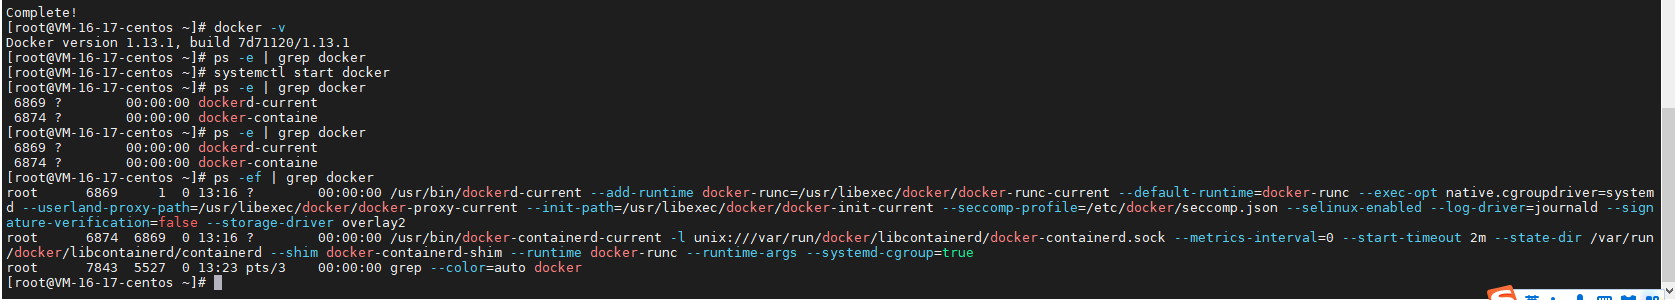 Complete!
[root@VM-16-17-centos ~]# docker -v
Docker version 1.13.1, build 7d71120/1.13.1
[root@VM-16-17-centos ~]# ps -e | grep docker
[root@VM-16-17-centos ~]# systemctl start docker
[root@VM-16-17-centos ~]# ps -e | grep docker
 6869 ?        00:00:00 dockerd-current
 6874 ?        00:00:00 docker-containe
[root@VM-16-17-centos ~]# ps -e | grep docker
 6869 ?        00:00:00 dockerd-current
 6874 ?        00:00:00 docker-containe
[root@VM-16-17-centos ~]# ps -ef | grep docker
root      6869     1  0 13:16 ?        00:00:00 /usr/bin/dockerd-current --add-runtime docker-runc=/usr/libexec/docker/docker-runc-current --default-runtime=docker-runc --exec-opt native.cgroupdriver=system
d --userland-proxy-path=/usr/libexec/docker/docker-proxy-current --init-path=/usr/libexec/docker/docker-init-current --seccomp-profile=/etc/docker/seccomp.json --selinux-enabled --log-driver=journald --sign
ature-verification=false --storage-driver overlay2
root      6874  6869  0 13:16 ?        00:00:00 /usr/bin/docker-containerd-current -l unix:///var/run/docker/libcontainerd/docker-containerd.sock --metrics-interval=0 --start-timeout 2m --state-dir /var/run
/docker/libcontainerd/containerd --shim docker-containerd-shim --runtime docker-runc --runtime-args --systemd-cgroup=true
root      7843  5527  0 13:23 pts/3    00:00:00 grep --color=auto docker
[root@VM-16-17-centos ~]#